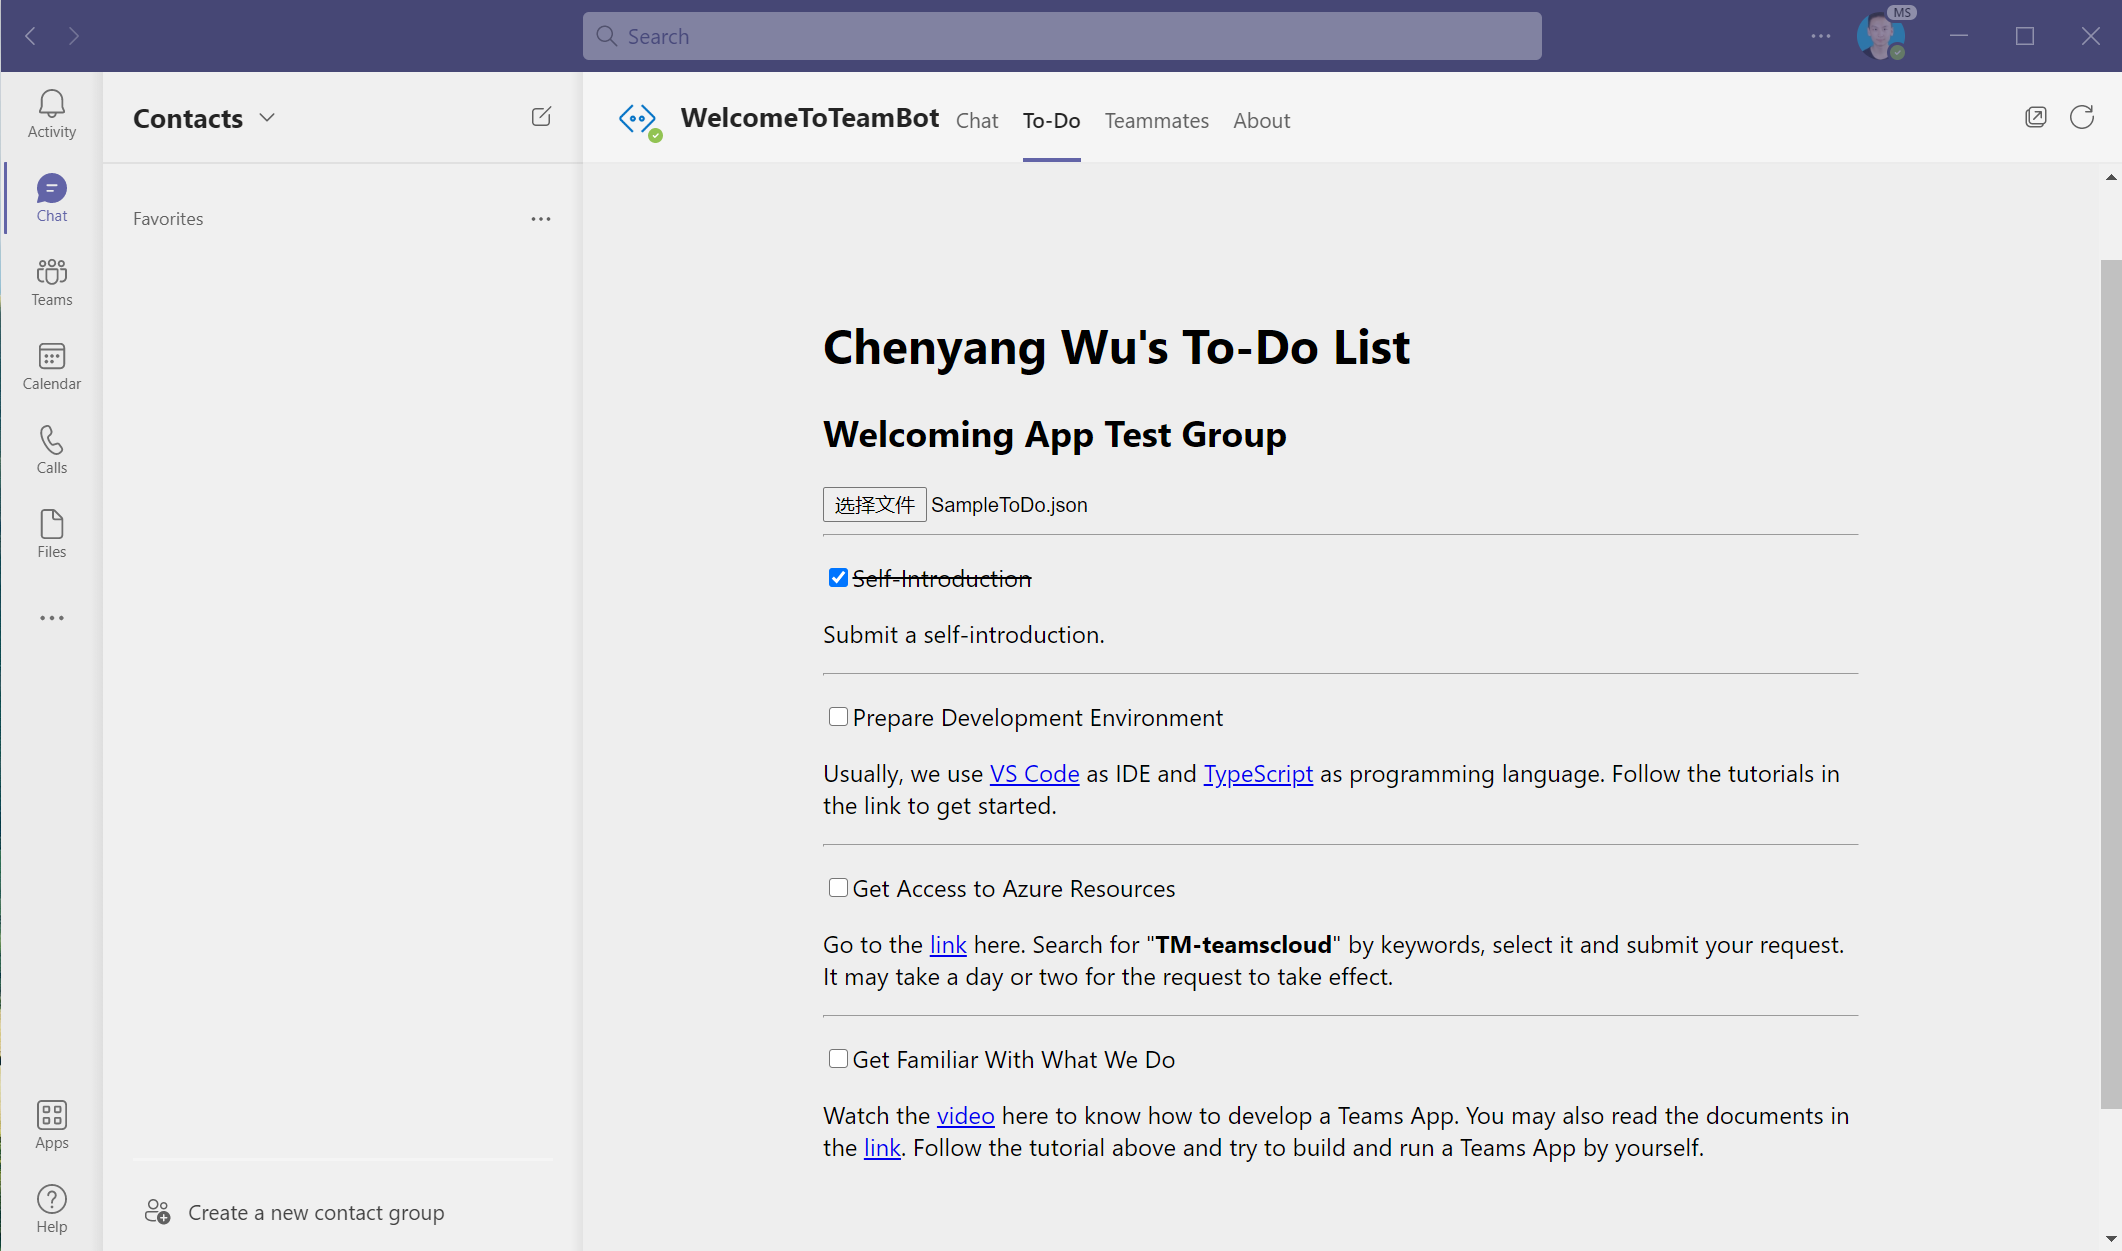 Search
MS
Activity
Chat
Teams
Calendar
Calls
Files
Apps
Help
Contacts
Favorites
Create a new contact group
WelcomeToTeamBot Chat To-Do Teammates About
Chenyang Wu's To-Do List
Welcoming App Test Group
选择文件 SampleToDo.json
Self-Introduction
Submit a self-introduction.
Prepare Development Environment
Usually, we use VS Code as IDE and TypeScript as programming language. Follow the tutorials in
the link to get started.
Get Access to Azure Resources
Go to the link here. Search for "TM-teamscloud" by keywords, select it and submit your request.
It may take a day or two for the request to take effect.
Get Familiar With What We Do
Watch the video here to know how to develop a Teams App. You may also read the documents in
the link. Follow the tutorial above and try to build and run a Teams App by yourself.